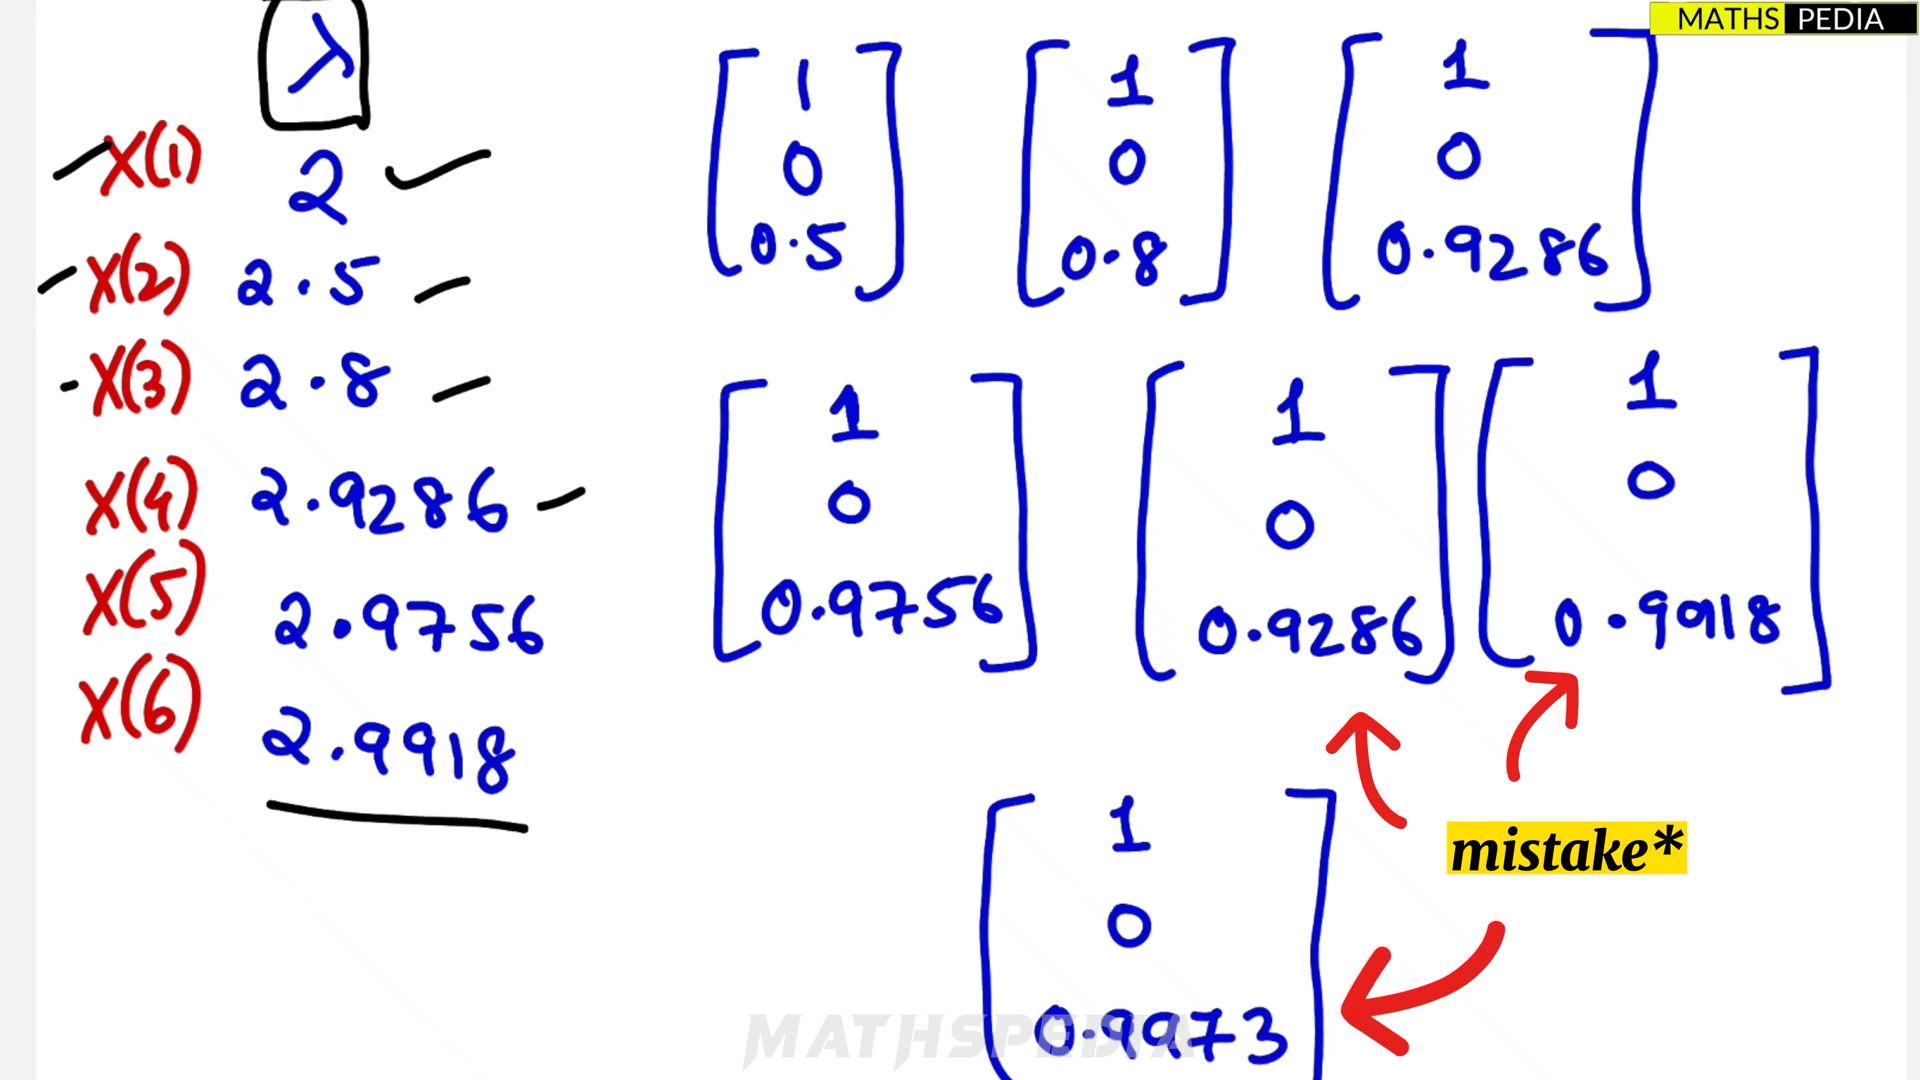 MATHS PEDIA
λ
X(1) 2
X(2) 2.5
X(3) 2.8
X(4) 2.9286
X(5) 2.9756
X(6) 2.9918
1 1 1
0 0 0
0.5 0.8 0.9286
1 1 1
0 0 0
0.9756 0.9286 0.9918
mistake*
1
0
0.9973
MATHSPEDIA